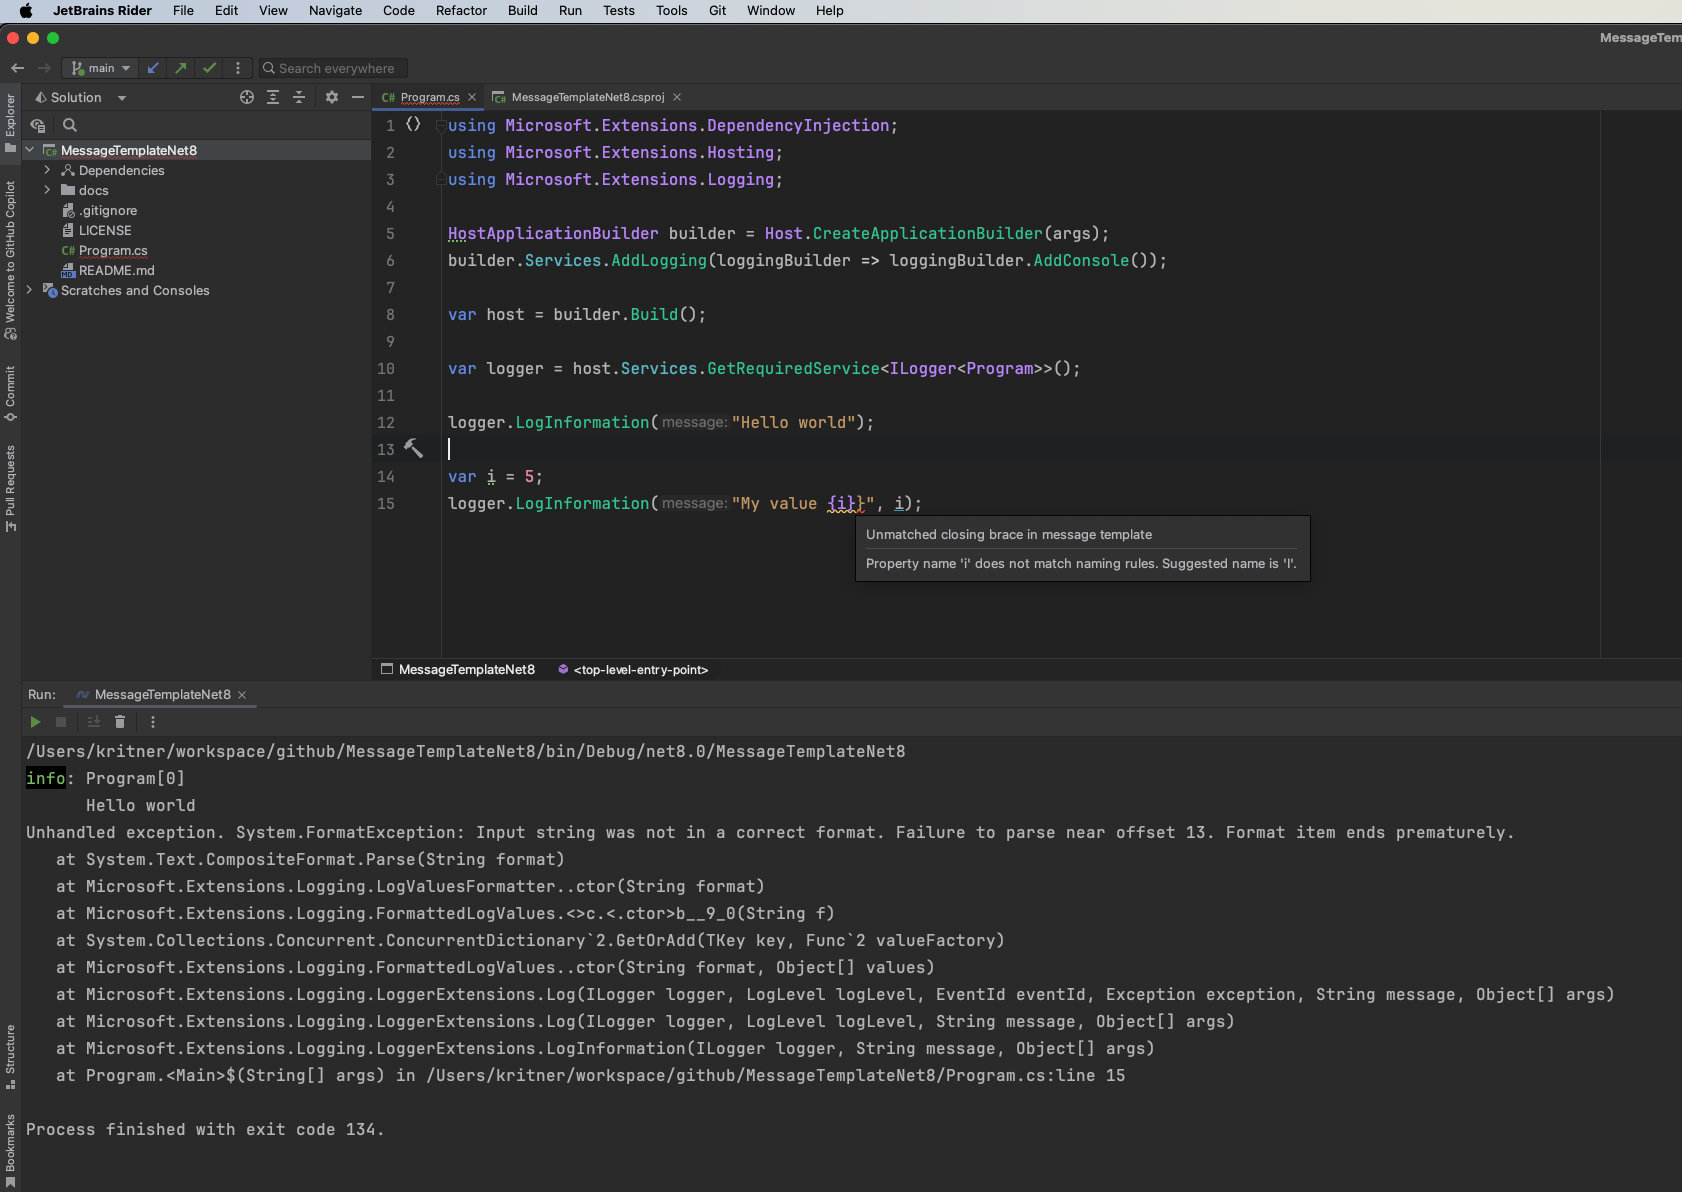 JetBrains Rider File Edit View Navigate Code Refactor Build Run Tests Tools Git Window Help
MessageTem
main Search everywhere
Solution
Program.cs MessageTemplateNet8.csproj
Explorer
Welcome to GitHub Copilot
Commit
Pull Requests
Structure
Bookmarks
MessageTemplateNet8
Dependencies
docs
.gitignore
LICENSE
C# Program.cs
README.md
Scratches and Consoles
1 using Microsoft.Extensions.DependencyInjection;
2 using Microsoft.Extensions.Hosting;
3 using Microsoft.Extensions.Logging;
4
5 HostApplicationBuilder builder = Host.CreateApplicationBuilder(args);
6 builder.Services.AddLogging(loggingBuilder => loggingBuilder.AddConsole());
7
8 var host = builder.Build();
9
10 var logger = host.Services.GetRequiredService<ILogger<Program>>();
11
12 logger.LogInformation(message: "Hello world");
13
14 var i = 5;
15 logger.LogInformation(message: "My value {i}}", i);
Unmatched closing brace in message template
Property name 'i' does not match naming rules. Suggested name is 'I'.
MessageTemplateNet8 <top-level-entry-point>
Run: MessageTemplateNet8
/Users/kritner/workspace/github/MessageTemplateNet8/bin/Debug/net8.0/MessageTemplateNet8
info: Program[0]
Hello world
Unhandled exception. System.FormatException: Input string was not in a correct format. Failure to parse near offset 13. Format item ends prematurely.
at System.Text.CompositeFormat.Parse(String format)
at Microsoft.Extensions.Logging.LogValuesFormatter..ctor(String format)
at Microsoft.Extensions.Logging.FormattedLogValues.<>c.<.ctor>b__9_0(String f)
at System.Collections.Concurrent.ConcurrentDictionary`2.GetOrAdd(TKey key, Func`2 valueFactory)
at Microsoft.Extensions.Logging.FormattedLogValues..ctor(String format, Object[] values)
at Microsoft.Extensions.Logging.LoggerExtensions.Log(ILogger logger, LogLevel logLevel, EventId eventId, Exception exception, String message, Object[] args)
at Microsoft.Extensions.Logging.LoggerExtensions.Log(ILogger logger, LogLevel logLevel, String message, Object[] args)
at Microsoft.Extensions.Logging.LoggerExtensions.LogInformation(ILogger logger, String message, Object[] args)
at Program.<Main>$(String[] args) in /Users/kritner/workspace/github/MessageTemplateNet8/Program.cs:line 15
Process finished with exit code 134.